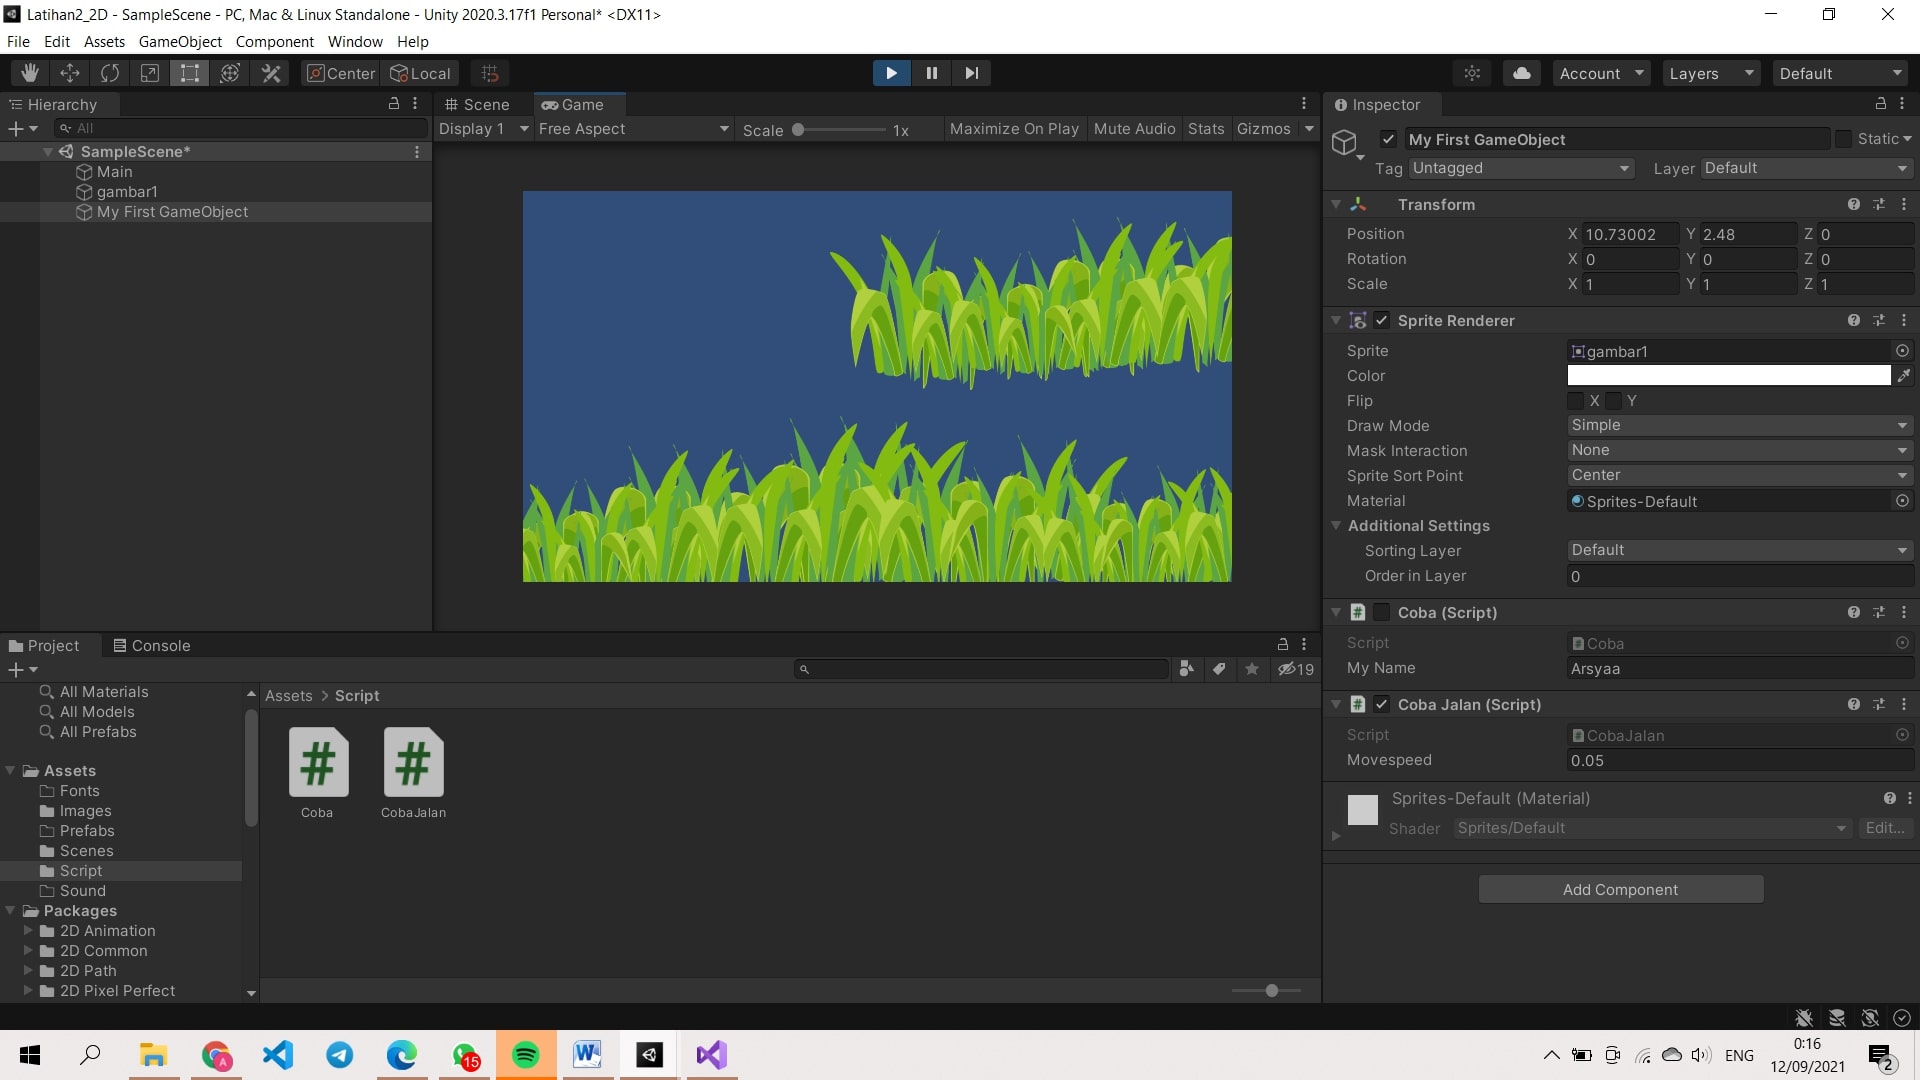 Latihan2_2D - SampleScene - PC, Mac & Linux Standalone - Unity 2020.3.17f1 Personal* <DX11>
File Edit Assets GameObject Component Window Help
Center Local Account Layers Default
Hierarchy
All
SampleScene*
Main
gambar1
My First GameObject
Scene Game
Display 1 Free Aspect Scale 1x Maximize On Play Mute Audio Stats Gizmos
Inspector
My First GameObject Static
Tag Untagged Layer Default
Transform
Position X 10.73002 Y 2.48 Z 0
Rotation X 0 Y 0 Z 0
Scale X 1 Y 1 Z 1
Sprite Renderer
Sprite gambar1
Color
Flip X Y
Draw Mode Simple
Mask Interaction None
Sprite Sort Point Center
Material Sprites-Default
Additional Settings
Sorting Layer Default
Order in Layer 0
# Coba (Script)
Script Coba
My Name Arsyaa
# Coba Jalan (Script)
Script CobaJalan
Movespeed 0.05
Sprites-Default (Material)
Shader Sprites/Default Edit...
Add Component
Project Console
19
All Materials
All Models
All Prefabs
Assets
Fonts
Images
Prefabs
Scenes
Script
Sound
Packages
2D Animation
2D Common
2D Path
2D Pixel Perfect
Assets > Script
# #
Coba CobaJalan
A 15 W ENG 0:16
12/09/2021 2